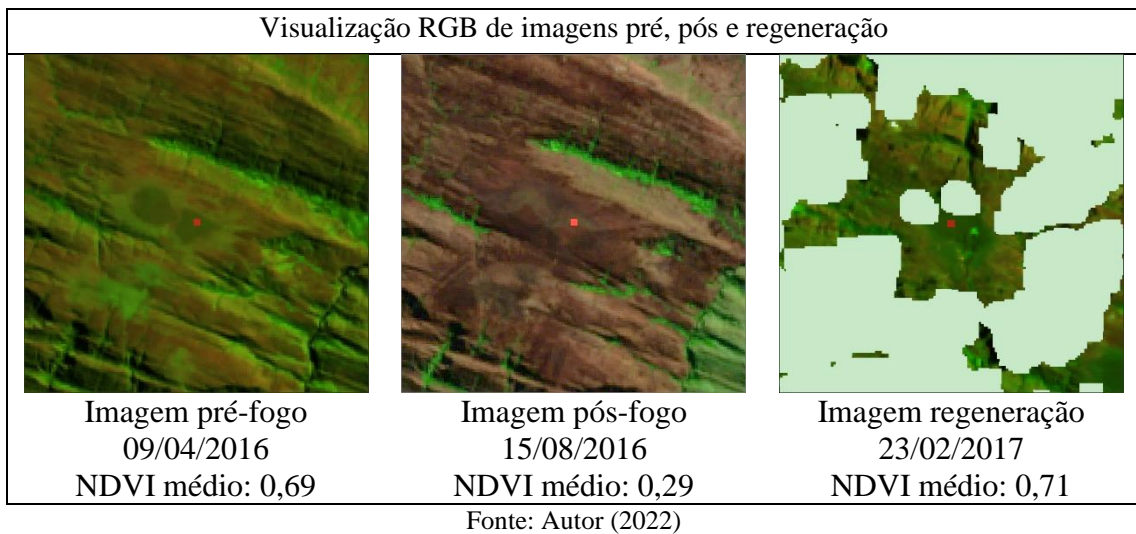 Visualização RGB de imagens pré, pós e regeneração
Imagem pré-fogo
09/04/2016
NDVI médio: 0,69
Imagem pós-fogo
15/08/2016
NDVI médio: 0,29
Imagem regeneração
23/02/2017
NDVI médio: 0,71
Fonte: Autor (2022)